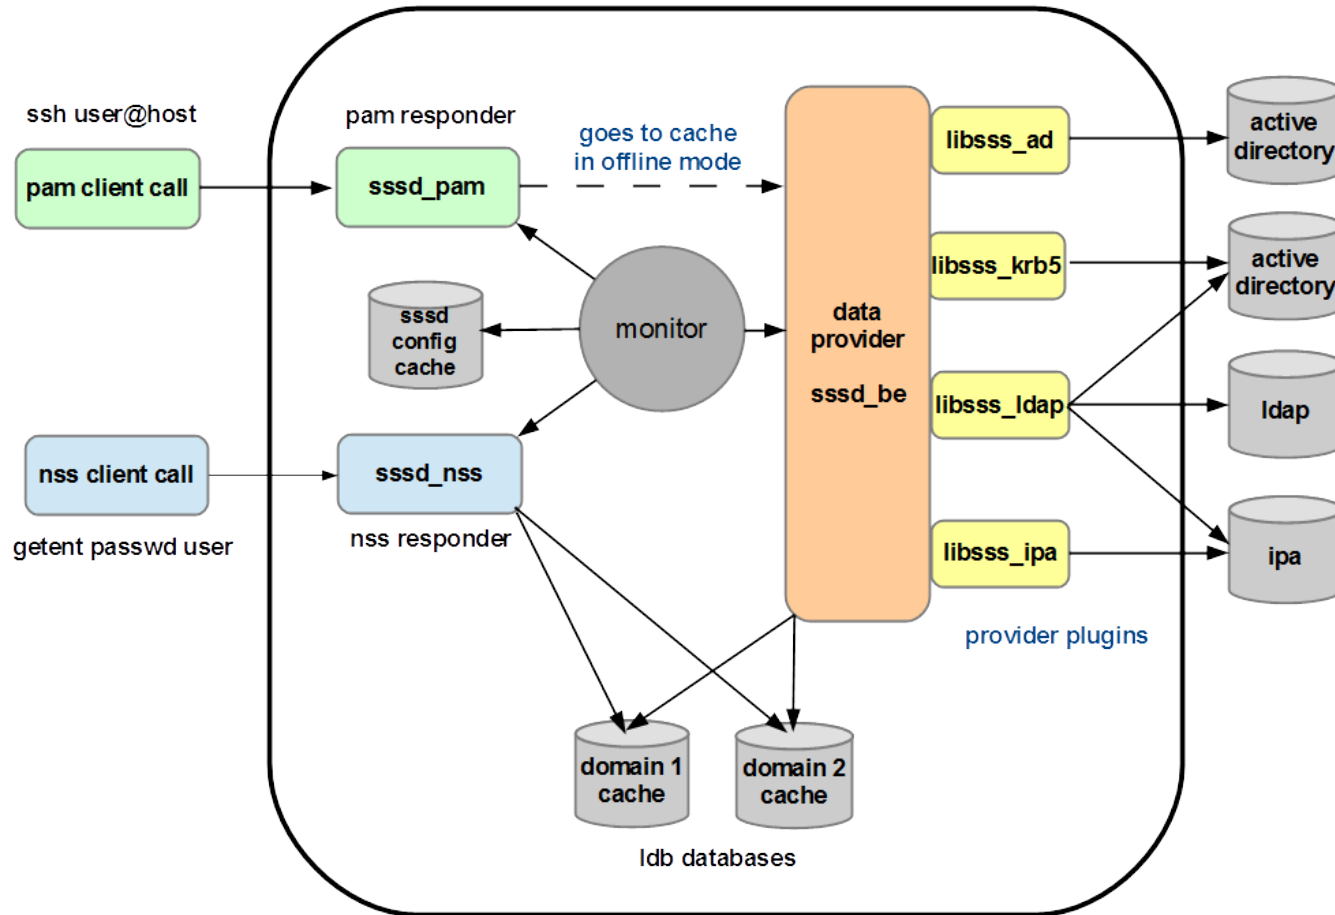 ssh user@host
pam client call
pam responder
sssd_pam
goes to cache
in offline mode
sssd
config
cache
monitor
nss client call
getent passwd user
sssd_nss
nss responder
data
provider
sssd_be
libsss_ad
libsss_krb5
libsss_ldap
libsss_ipa
provider plugins
active
directory
active
directory
ldap
ipa
domain 1
cache
domain 2
cache
ldb databases